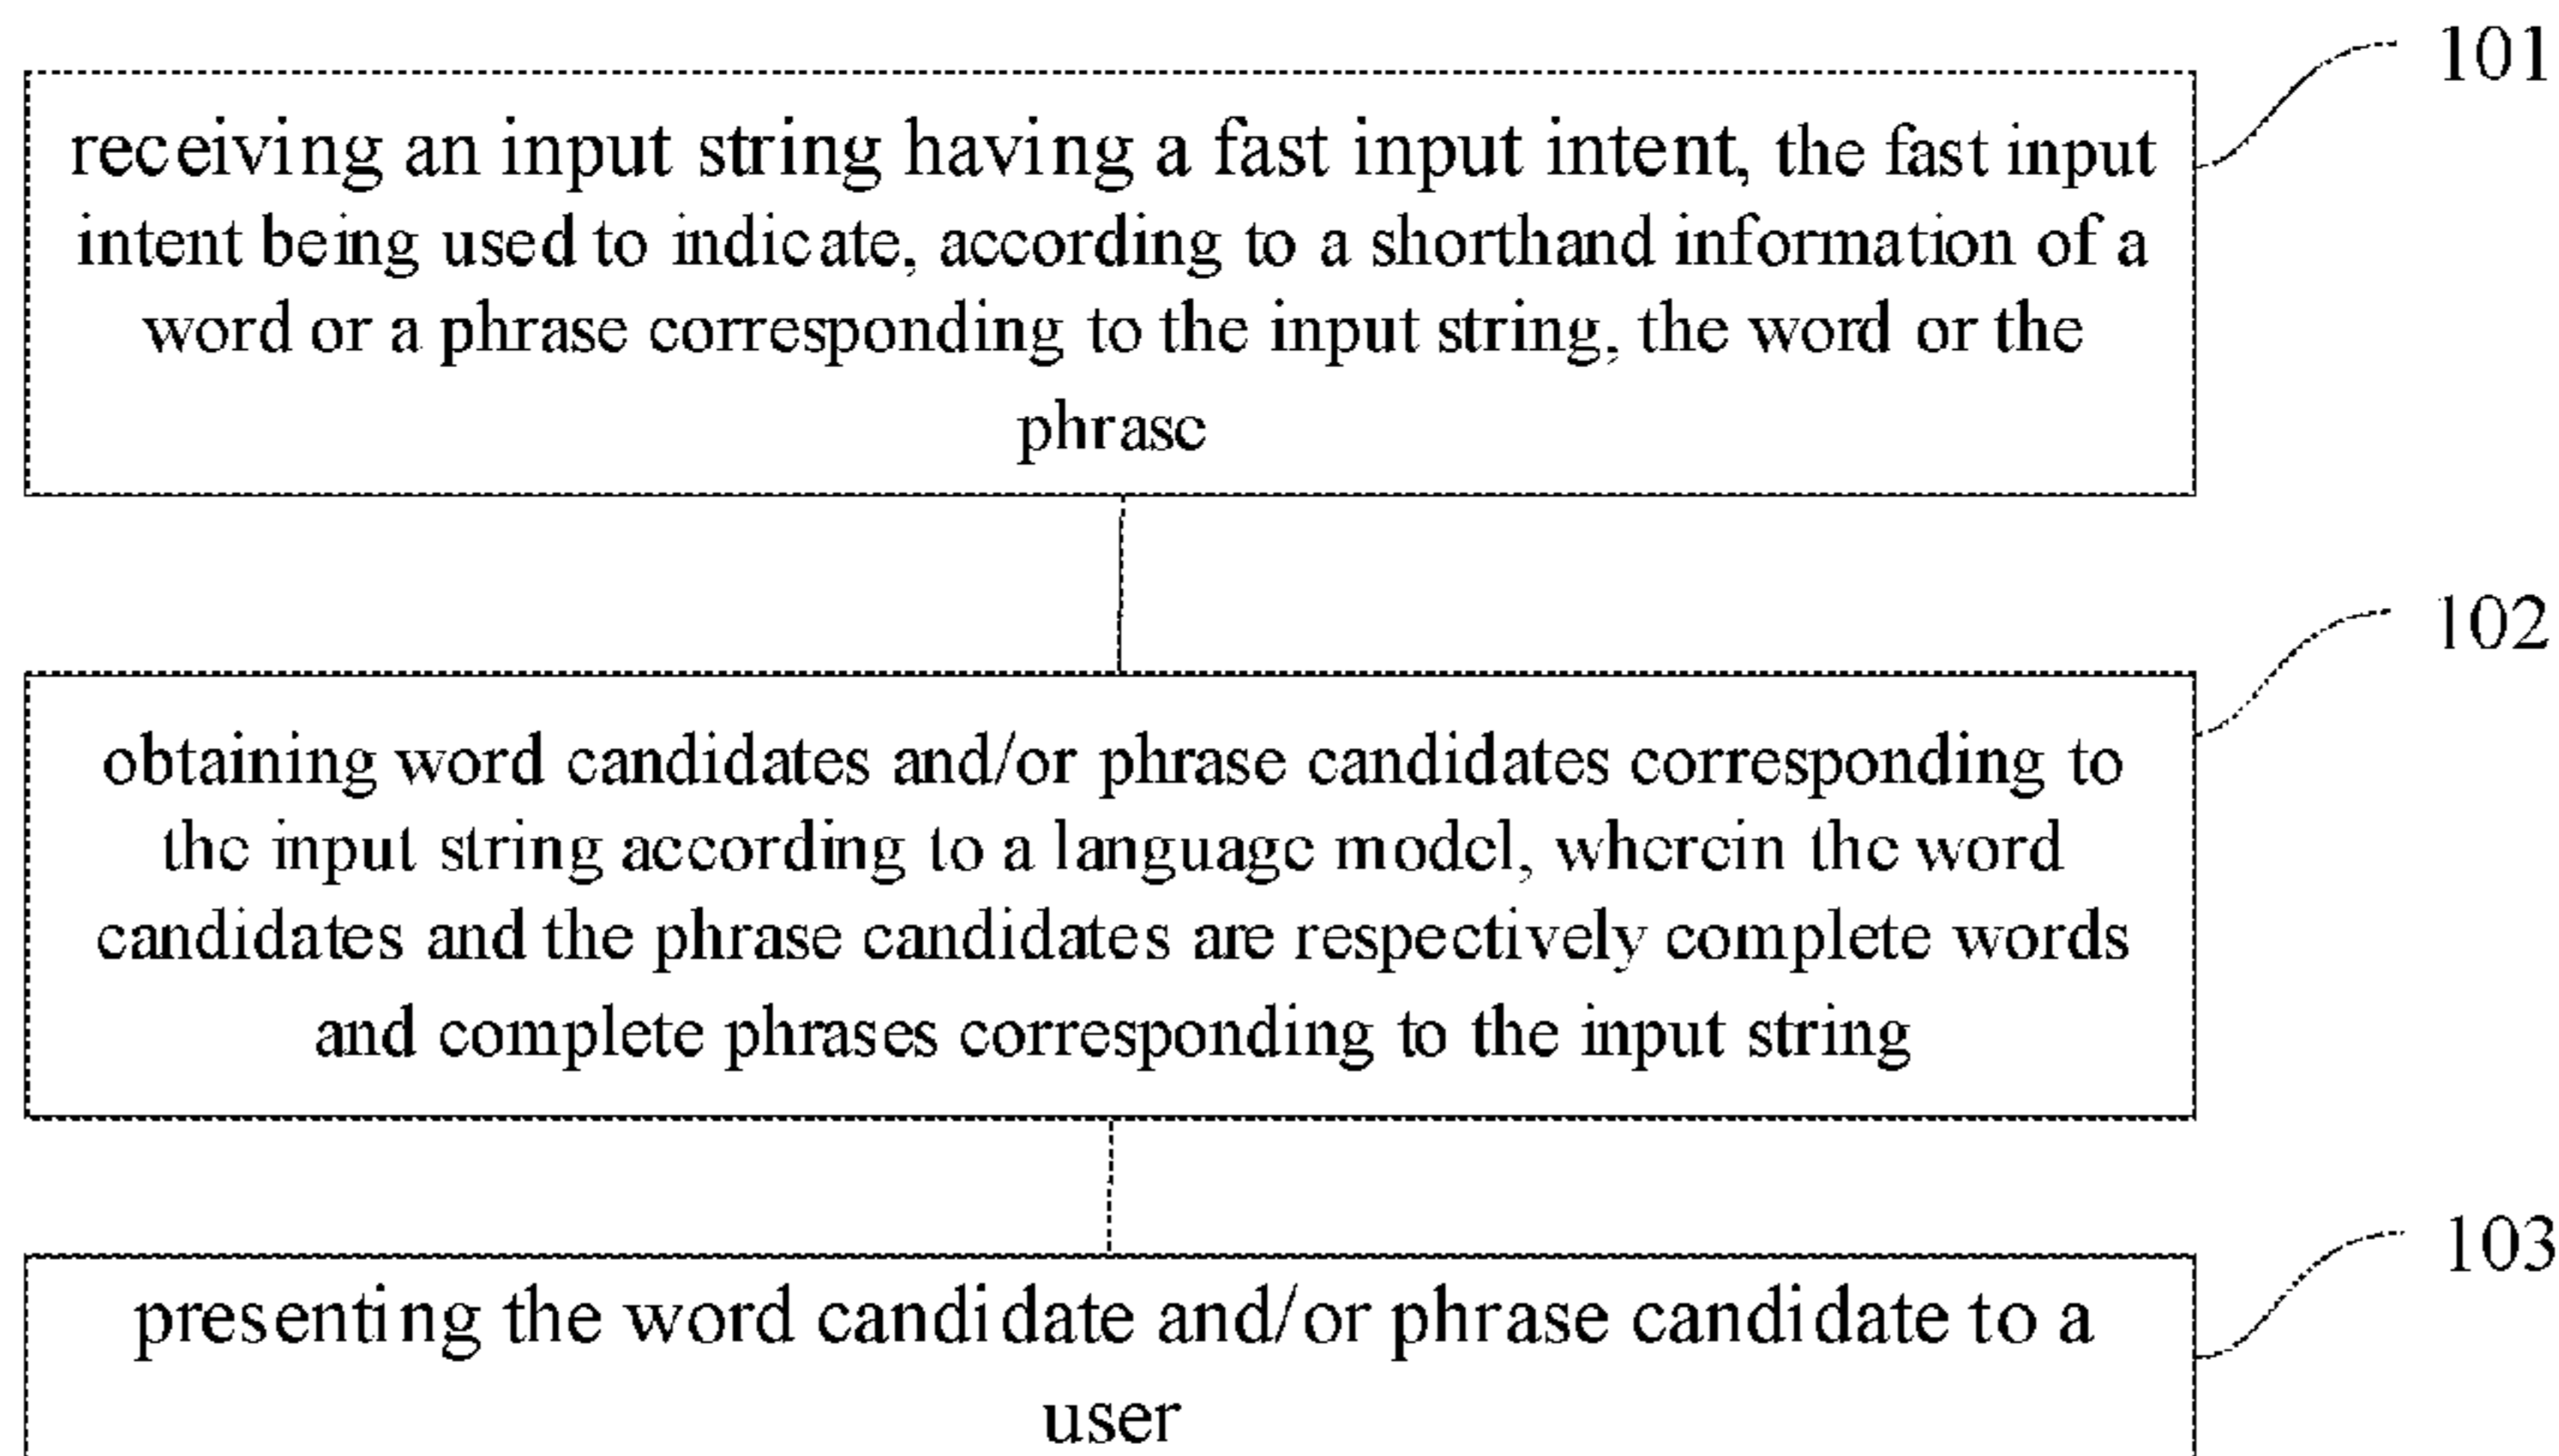 101
receiving an input string having a fast input intent, the fast input
intent being used to indicate, according to a shorthand information of a
word or a phrase corresponding to the input string, the word or the
phrase
102
obtaining word candidates and/or phrase candidates corresponding to
the input string according to a language model, wherein the word
candidates and the phrase candidates are respectively complete words
and complete phrases corresponding to the input string
103
presenting the word candidate and/or phrase candidate to a
user